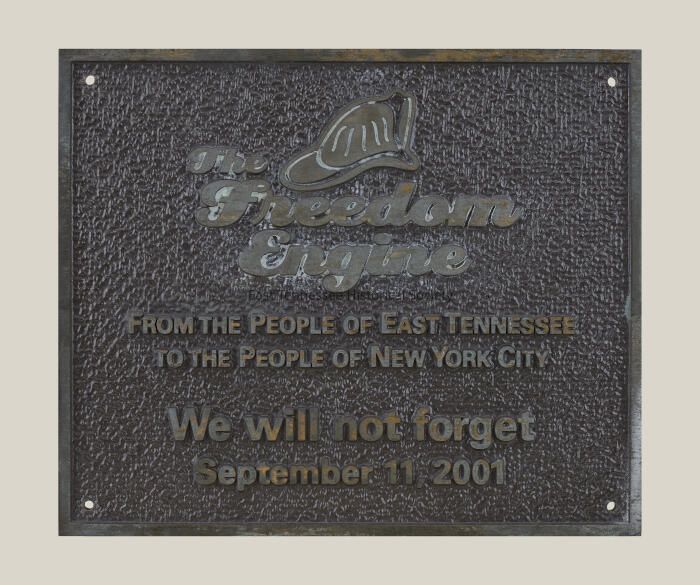 The
Freedom
Engine
East Tennessee Historical Society
FROM THE PEOPLE OF EAST TENNESSEE
TO THE PEOPLE OF NEW YORK CITY
We will not forget
September 11, 2001